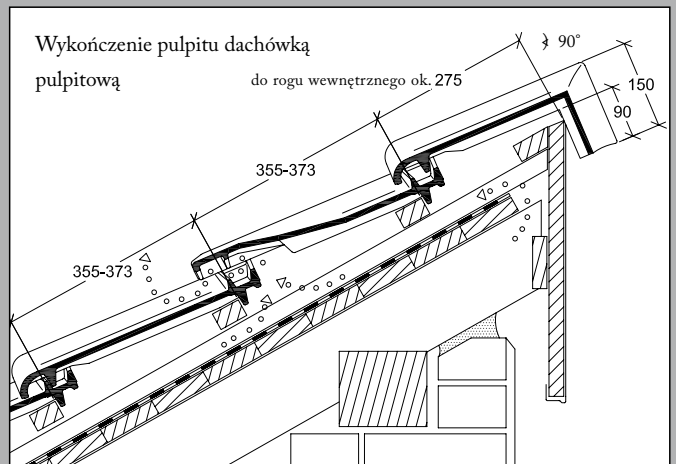 Wykończenie pulpitu dachówką
pulpitową
90°
do rogu wewnętrznego ok. 275
150
90
355-373
355-373